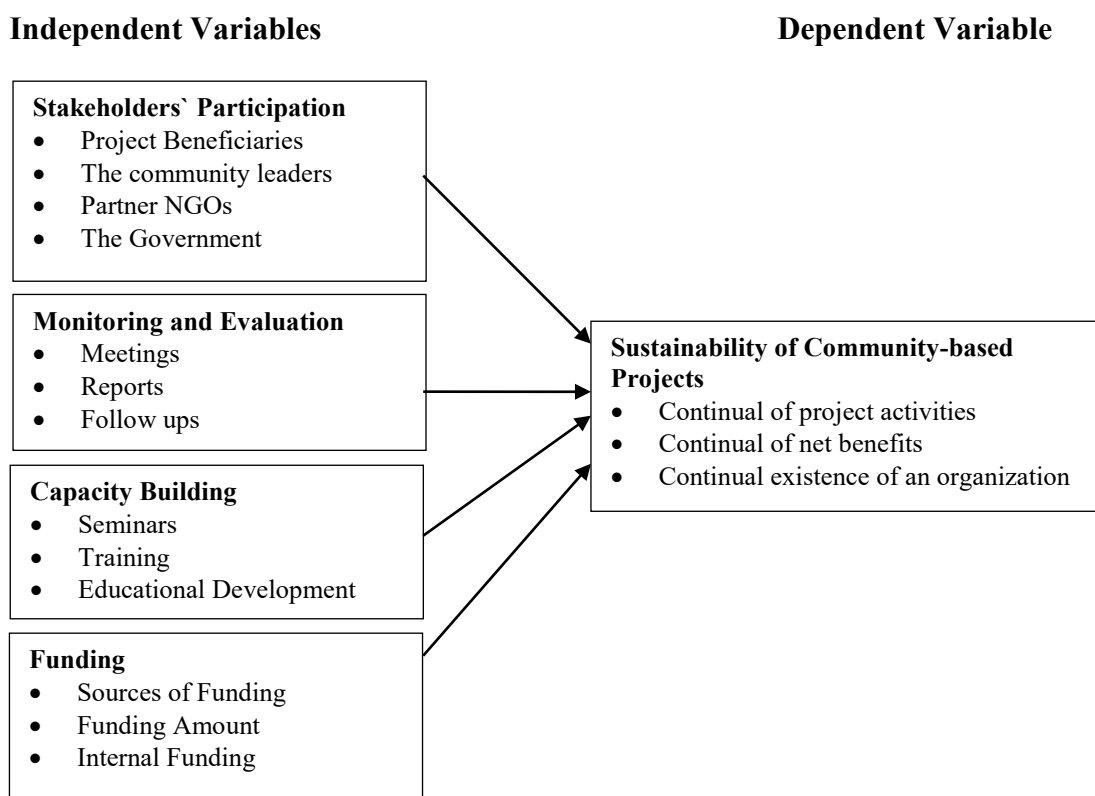 Independent Variables
Dependent Variable
Stakeholders` Participation
• Project Beneficiaries
• The community leaders
• Partner NGOs
• The Government
Monitoring and Evaluation
• Meetings
• Reports
• Follow ups
Capacity Building
• Seminars
• Training
• Educational Development
Funding
• Sources of Funding
• Funding Amount
• Internal Funding
Sustainability of Community-based
Projects
• Continual of project activities
• Continual of net benefits
• Continual existence of an organization